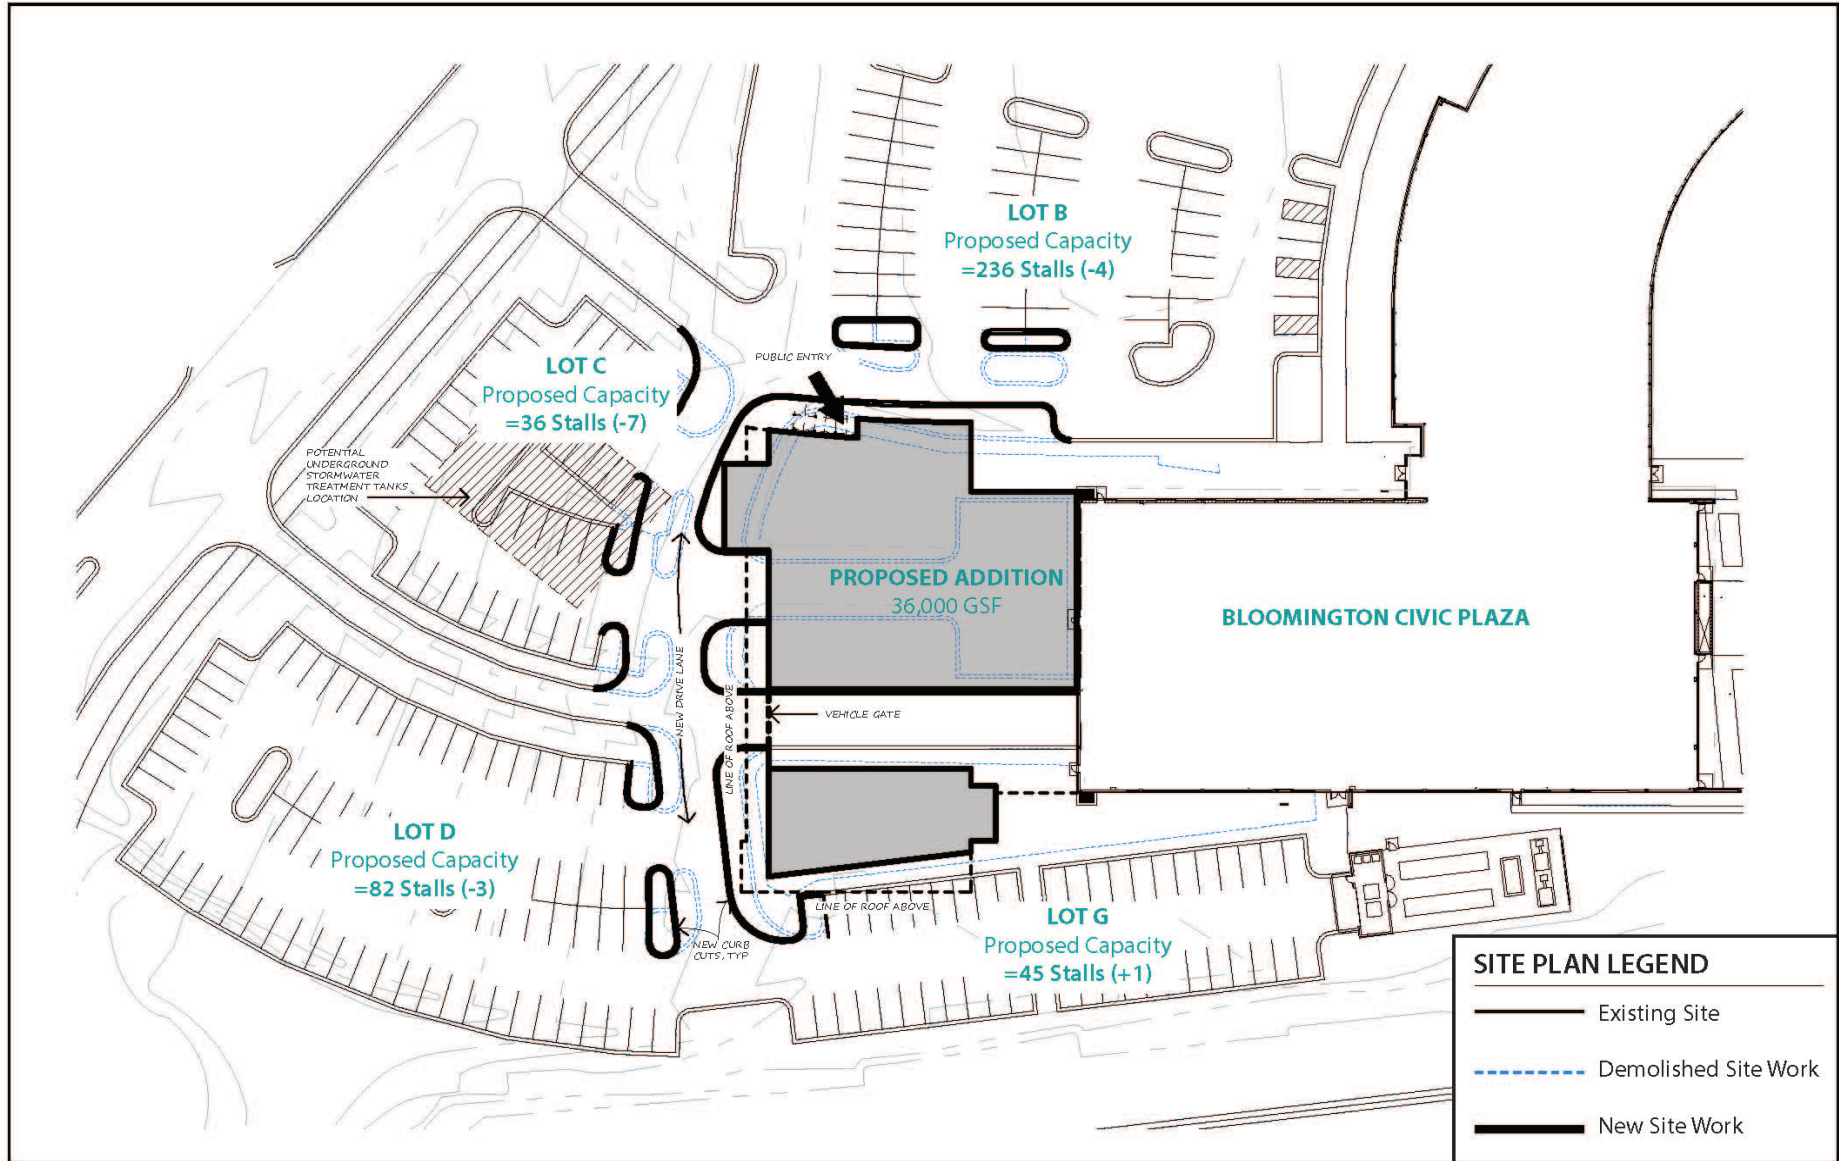 LOT B
Proposed Capacity
=236 Stalls (-4)
PUBLIC ENTRY
LOT C
Proposed Capacity
=36 Stalls (-7)
POTENTIAL
UNDERGROUND
STORMWATER
TREATMENT TANKS
LOCATION
PROPOSED ADDITION
36,000 GSF
BLOOMINGTON CIVIC PLAZA
NEW DRIVE LANE
LINE OF ROOF ABOVE
VEHICLE GATE
LOT D
Proposed Capacity
=82 Stalls (-3)
LINE OF ROOF ABOVE
NEW CURB
CUTS, TYP
LOT G
Proposed Capacity
=45 Stalls (+1)
SITE PLAN LEGEND
Existing Site
Demolished Site Work
New Site Work